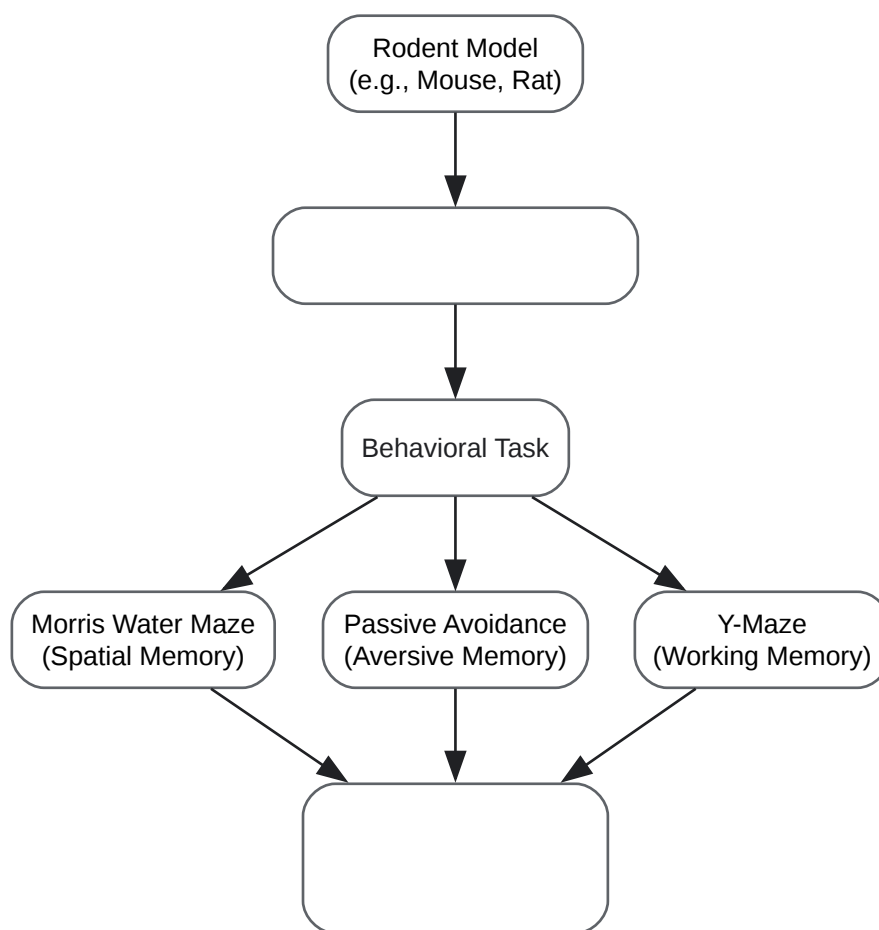 Rodent Model
(e.g., Mouse, Rat)
Behavioral Task
Morris Water Maze
(Spatial Memory)
Passive Avoidance
(Aversive Memory)
Y-Maze
(Working Memory)